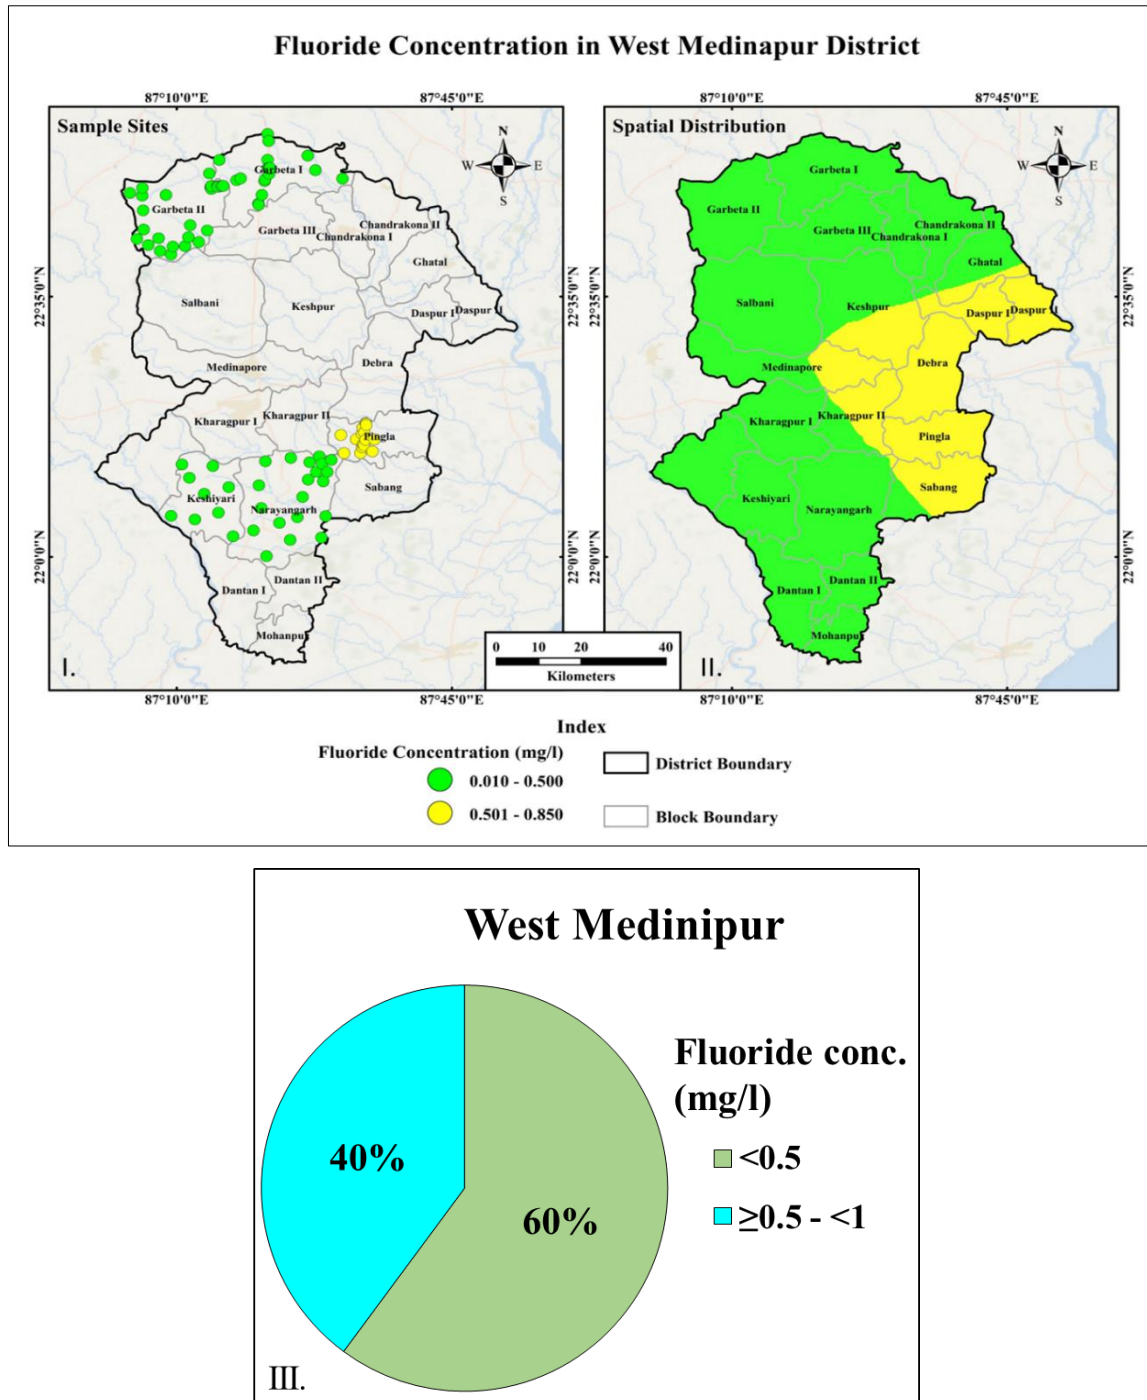 Fluoride Concentration in West Medinapur District
87°10'0"E
87°45'0"E
87°10'0"E
87°45'0"E
Sample Sites
N
W
E
S
Garbeta I
Garbeta II
Garbeta III
Chandrakona II
Chandrakona I
Ghatal
Salbani
Keshpur
Daspur I
Daspur II
Debra
Medinapore
Kharagpur I
Kharagpur II
Pingla
Sabang
Keshiyari
Narayangarh
Dantan I
Dantan II
Mohanpur
I.
22°35'0"N
22°0'0"N
Spatial Distribution
N
W
E
S
Garbeta I
Garbeta II
Garbeta III
Chandrakona II
Chandrakona I
Ghatal
Salbani
Keshpur
Daspur I
Daspur II
Debra
Medinapore
Kharagpur I
Kharagpur II
Pingla
Sabang
Keshiyari
Narayangarh
Dantan I
Dantan II
Mohanpur
II.
22°35'0"N
22°0'0"N
22°35'0"N
22°0'0"N
0 10 20 40
Kilometers
87°10'0"E
87°45'0"E
87°10'0"E
87°45'0"E
Index
Fluoride Concentration (mg/l)
0.010 - 0.500
0.501 - 0.850
District Boundary
Block Boundary
West Medinipur
40%
60%
Fluoride conc.
(mg/l)
<0.5
≥0.5 - <1
III.